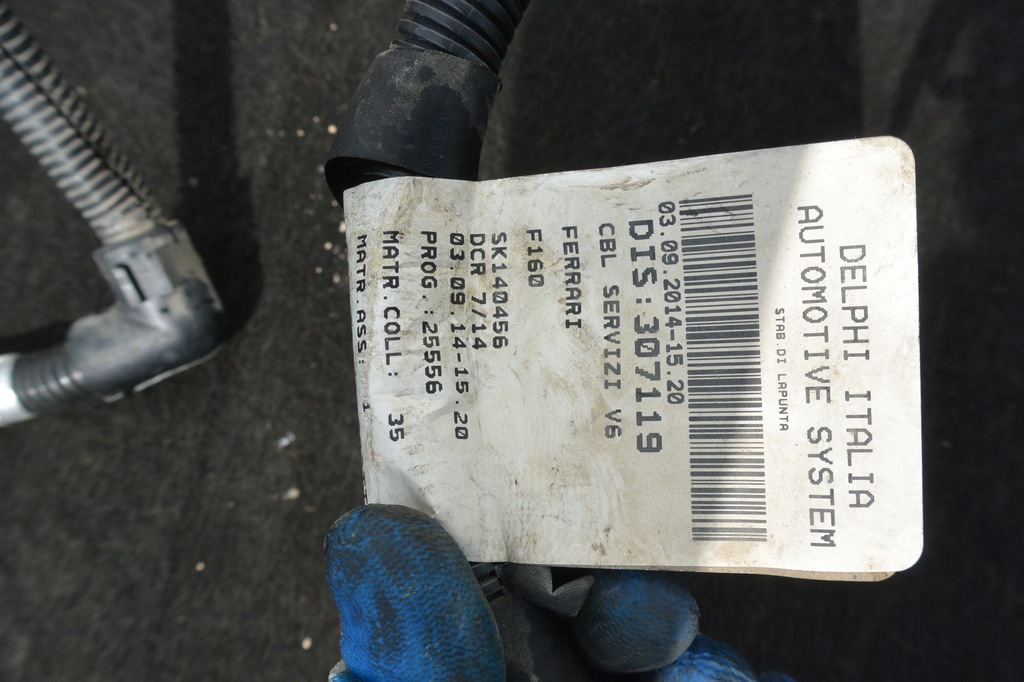 DELPHI ITALIA
AUTOMOTIVE SYSTEM
STAB.DI LAPUNTA
03.09.2014-15.20
DIS:307119
CBL SERVIZI V6
FERRARI
F160
SK140456
DCR 7/14
03.09.14-15.20
PROG.:25556
MATR.COLL: 35
MATR.ASS: 1